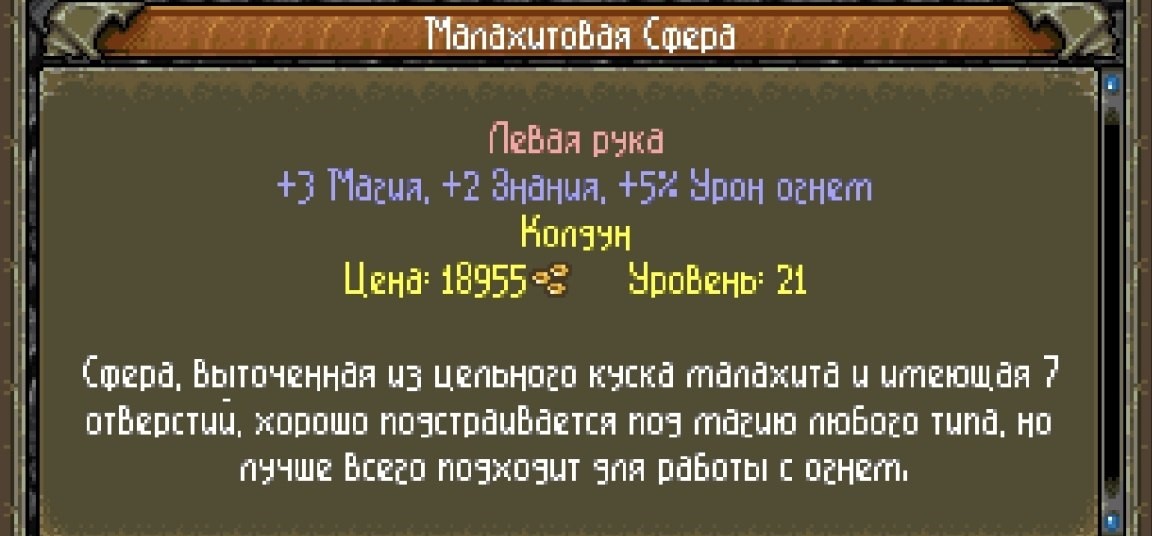 Малахитовая Сфера
Левая рука
+3 Магия, +2 Знания, +5% Урон огнем
Колдун
Цена: 18955 Уровень: 21
Сфера, выточенная из цельного куска малахита и имеющая 7
отверстий, хорошо подстраивается под магию любого типа, но
лучше всего подходит для работы с огнем.